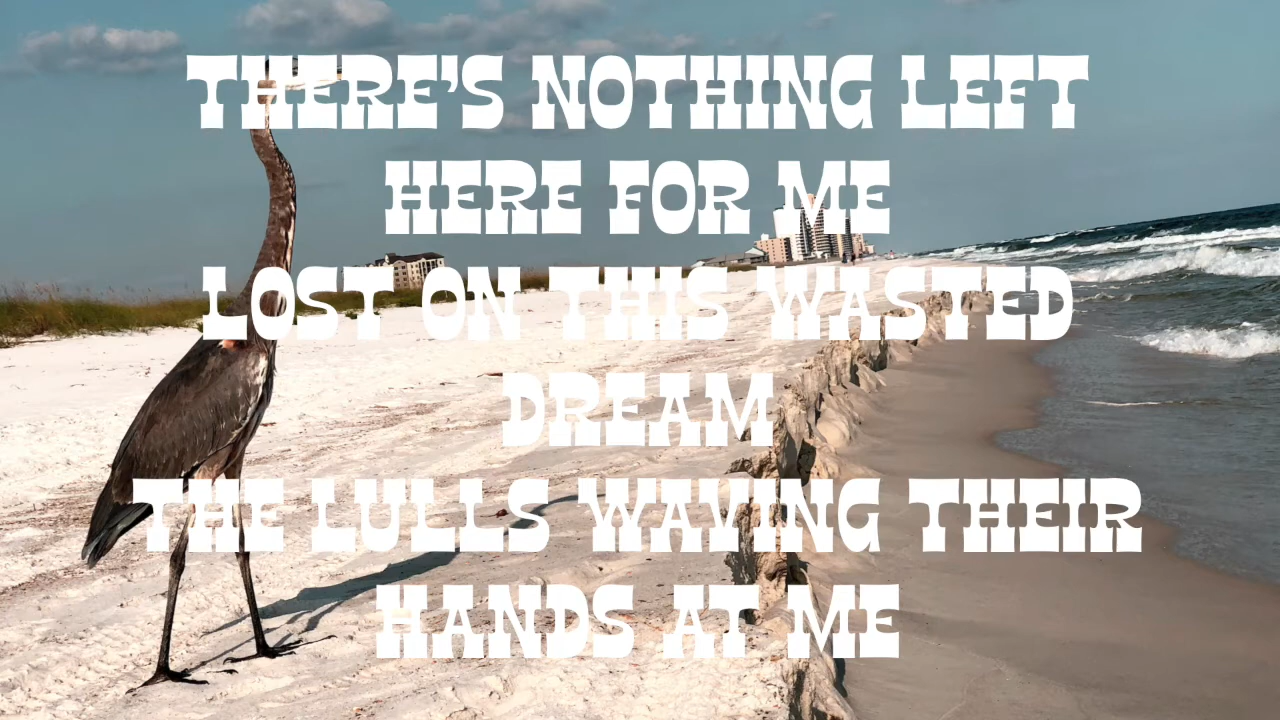 THERE'S NOTHING LEFT
HERE FOR ME
LOST ON THIS WASTED
DREAM
THE LULLS WAVING THEIR
HANDS AT ME